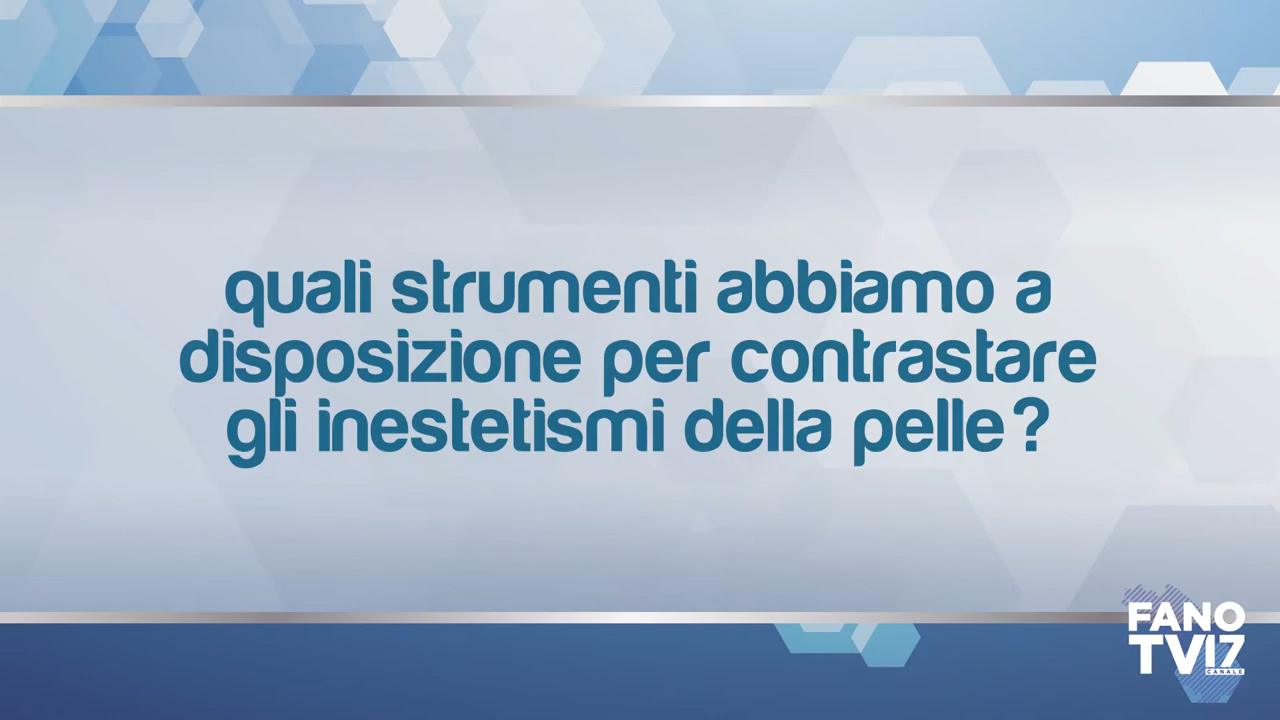 quali strumenti abbiamo a
disposizione per contrastare
gli inestetismi della pelle?
FANO
TV17
CANALE